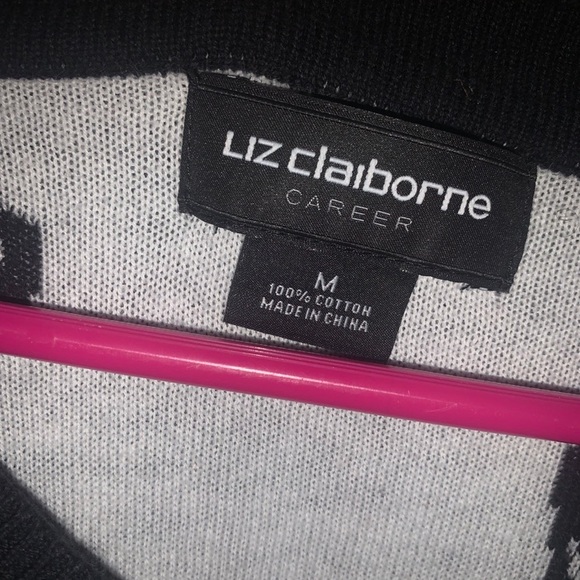 Liz claiborne
CAREER
M
100% COTTON
MADE IN CHINA